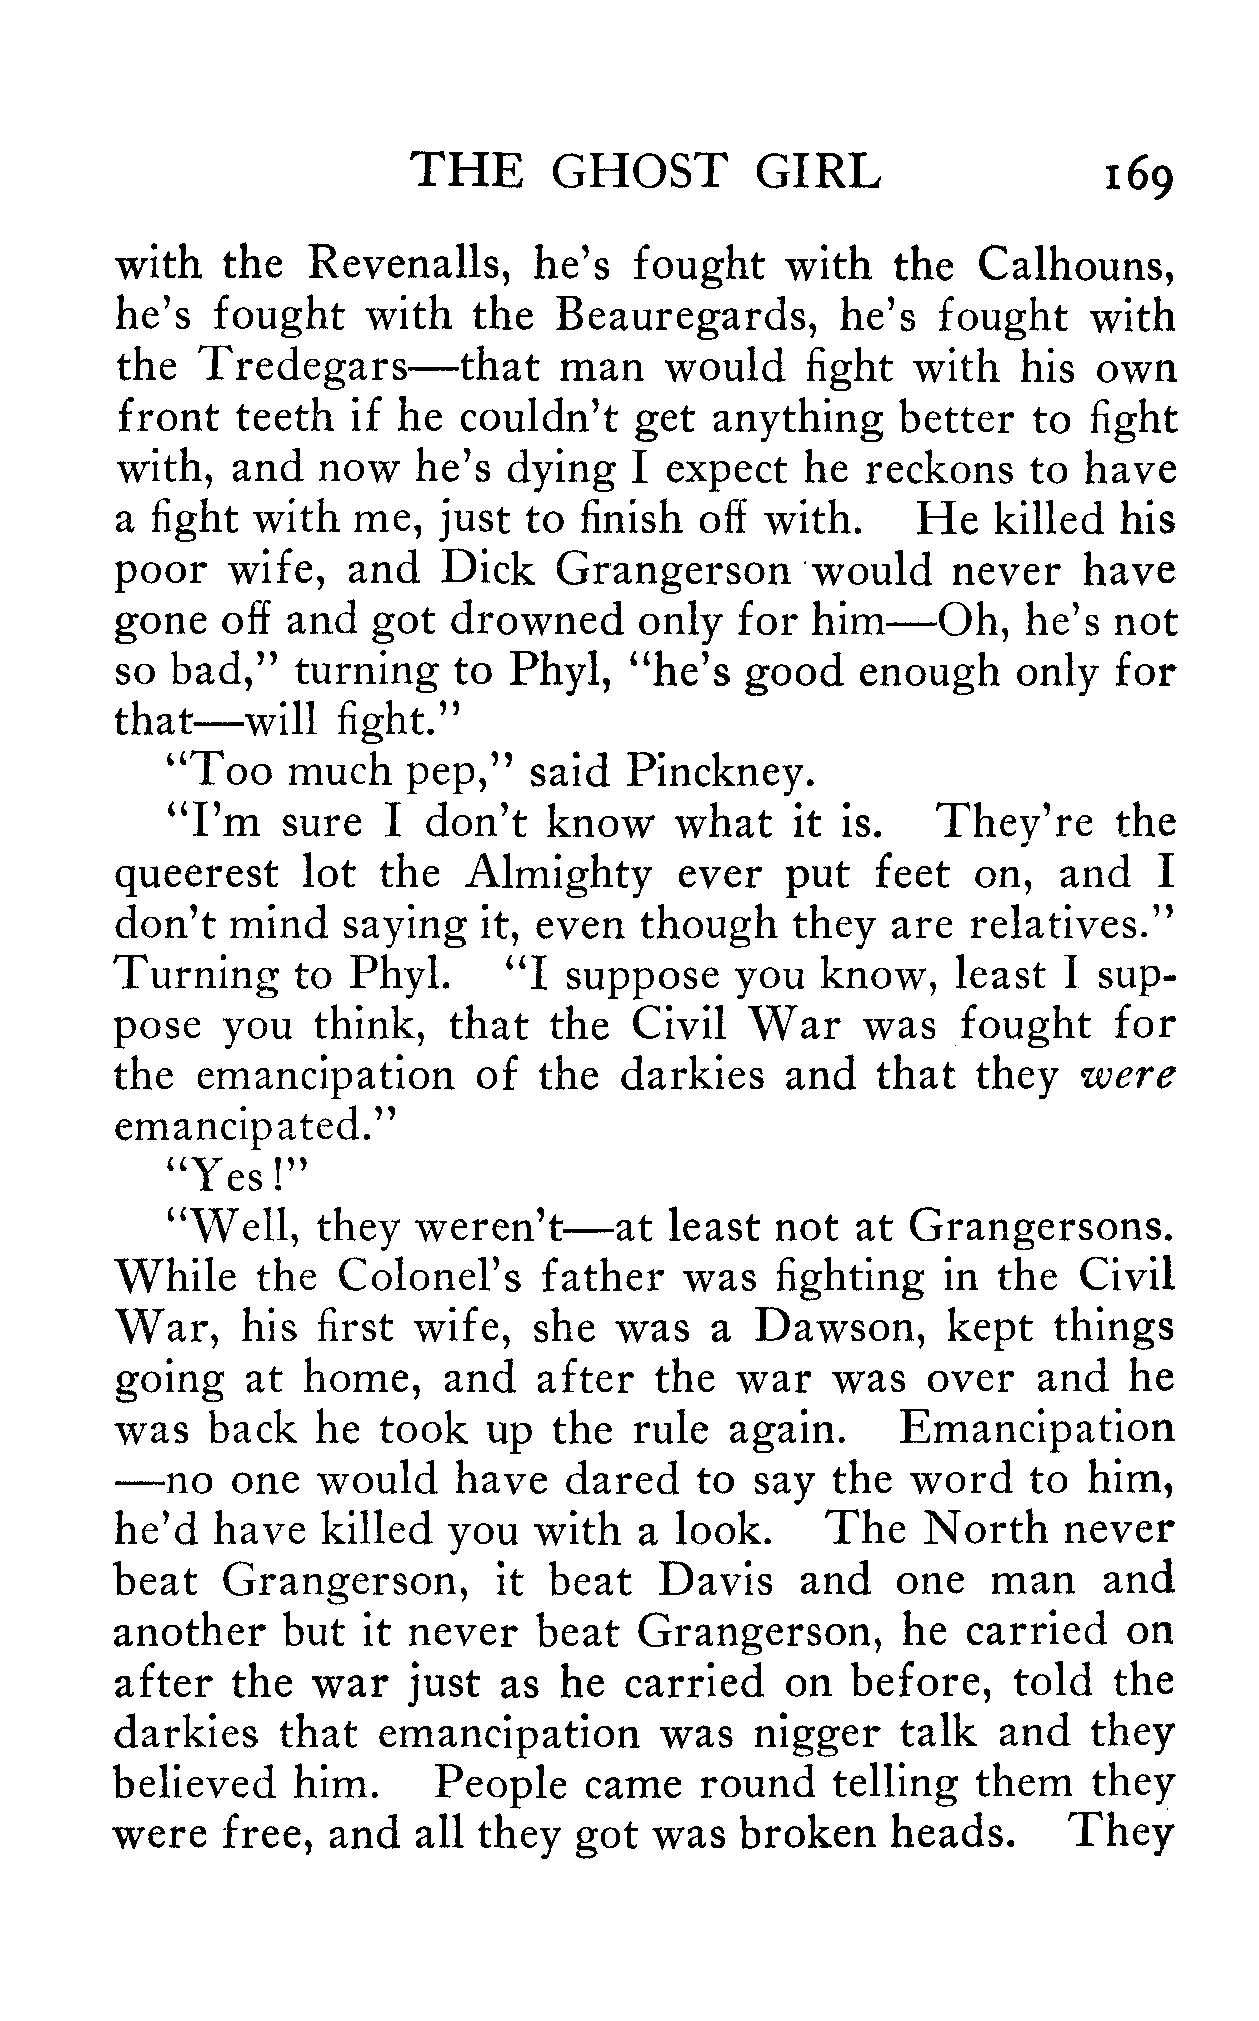 THE GHOST GIRL 169
with the Revenalls, he's fought with the Calhouns,
he's fought with the Beauregards, he's fought with
the Tredegars—that man would fight with his own
front teeth if he couldn't get anything better to fight
with, and now he's dying I expect he reckons to have
a fight with me, just to finish off with. He killed his
poor wife, and Dick Grangerson would never have
gone off and got drowned only for him—Oh, he's not
so bad," turning to Phyl, "he's good enough only for
that—will fight."
"Too much pep," said Pinckney.
"I'm sure I don't know what it is. They're the
queerest lot the Almighty ever put feet on, and I
don't mind saying it, even though they are relatives."
Turning to Phyl. "I suppose you know, least I sup-
pose you think, that the Civil War was fought for
the emancipation of the darkies and that they were
emancipated."
"Yes!"
"Well, they weren't—at least not at Grangersons.
While the Colonel's father was fighting in the Civil
War, his first wife, she was a Dawson, kept things
going at home, and after the war was over and he
was back he took up the rule again. Emancipation
—no one would have dared to say the word to him,
he'd have killed you with a look. The North never
beat Grangerson, it beat Davis and one man and
another but it never beat Grangerson, he carried on
after the war just as he carried on before, told the
darkies that emancipation was nigger talk and they
believed him. People came round telling them they
were free, and all they got was broken heads. They